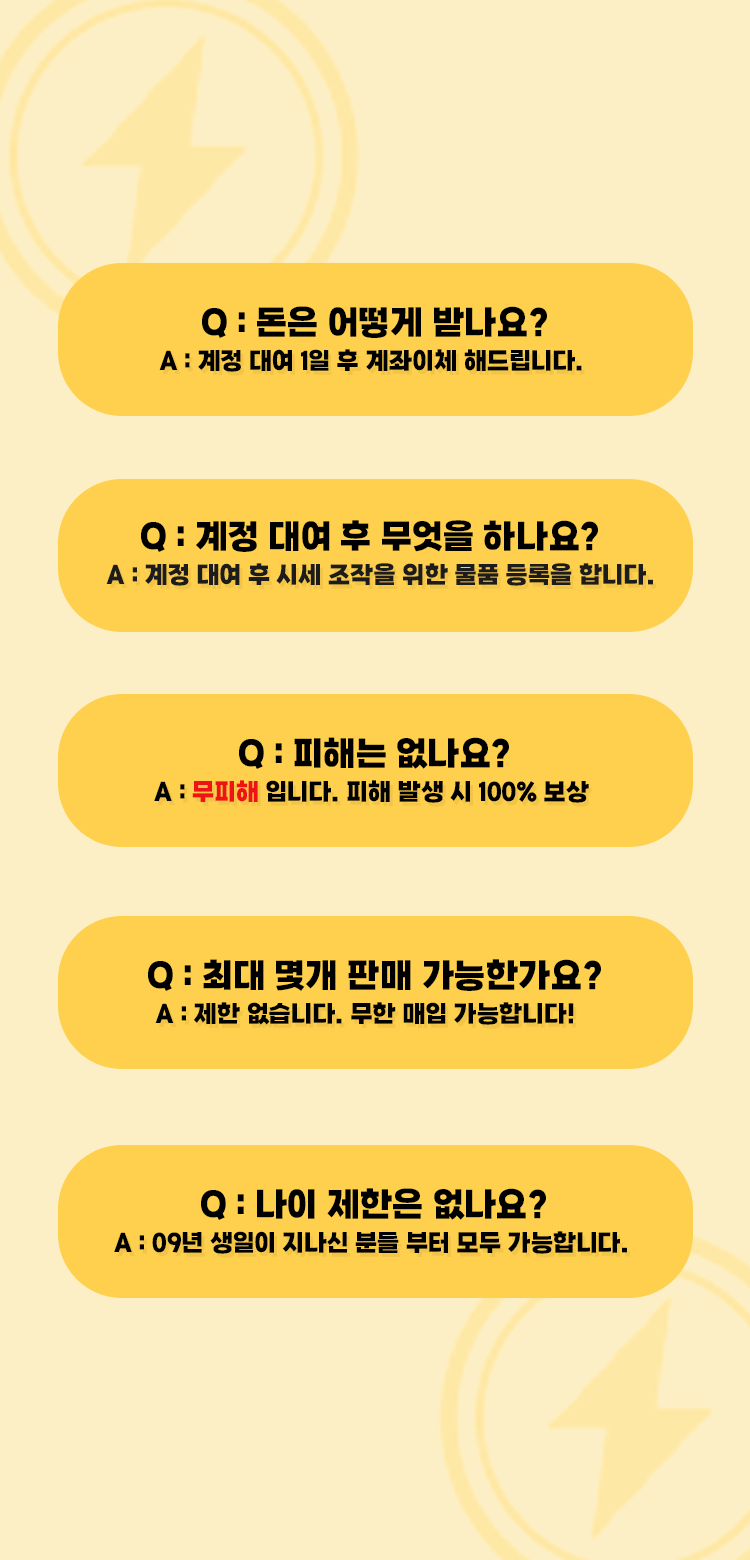 Q : 돈은 어떻게 받나요?
A : 계정 대여 1일 후 계좌이체 해드립니다.
Q : 계정 대여 후 무엇을 하나요?
A : 계정 대여 후 시세 조작을 위한 물품 등록을 합니다.
Q : 피해는 없나요?
A : 무피해 입니다. 피해 발생 시 100% 보상
Q : 최대 몇개 판매 가능한가요?
A : 제한 없습니다. 무한 매입 가능합니다!
Q : 나이 제한은 없나요?
A : 09년 생일이 지나신 분들 부터 모두 가능합니다.